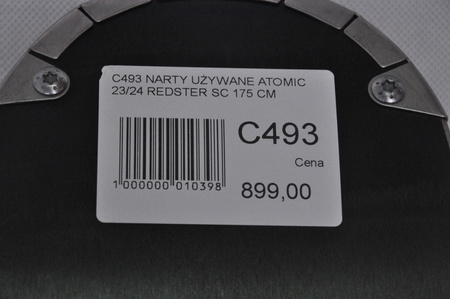 C493 NARTY UŻYWANE ATOMIC
23/24 REDSTER SC 175 CM
C493
Cena
1 000000 010398
899,00